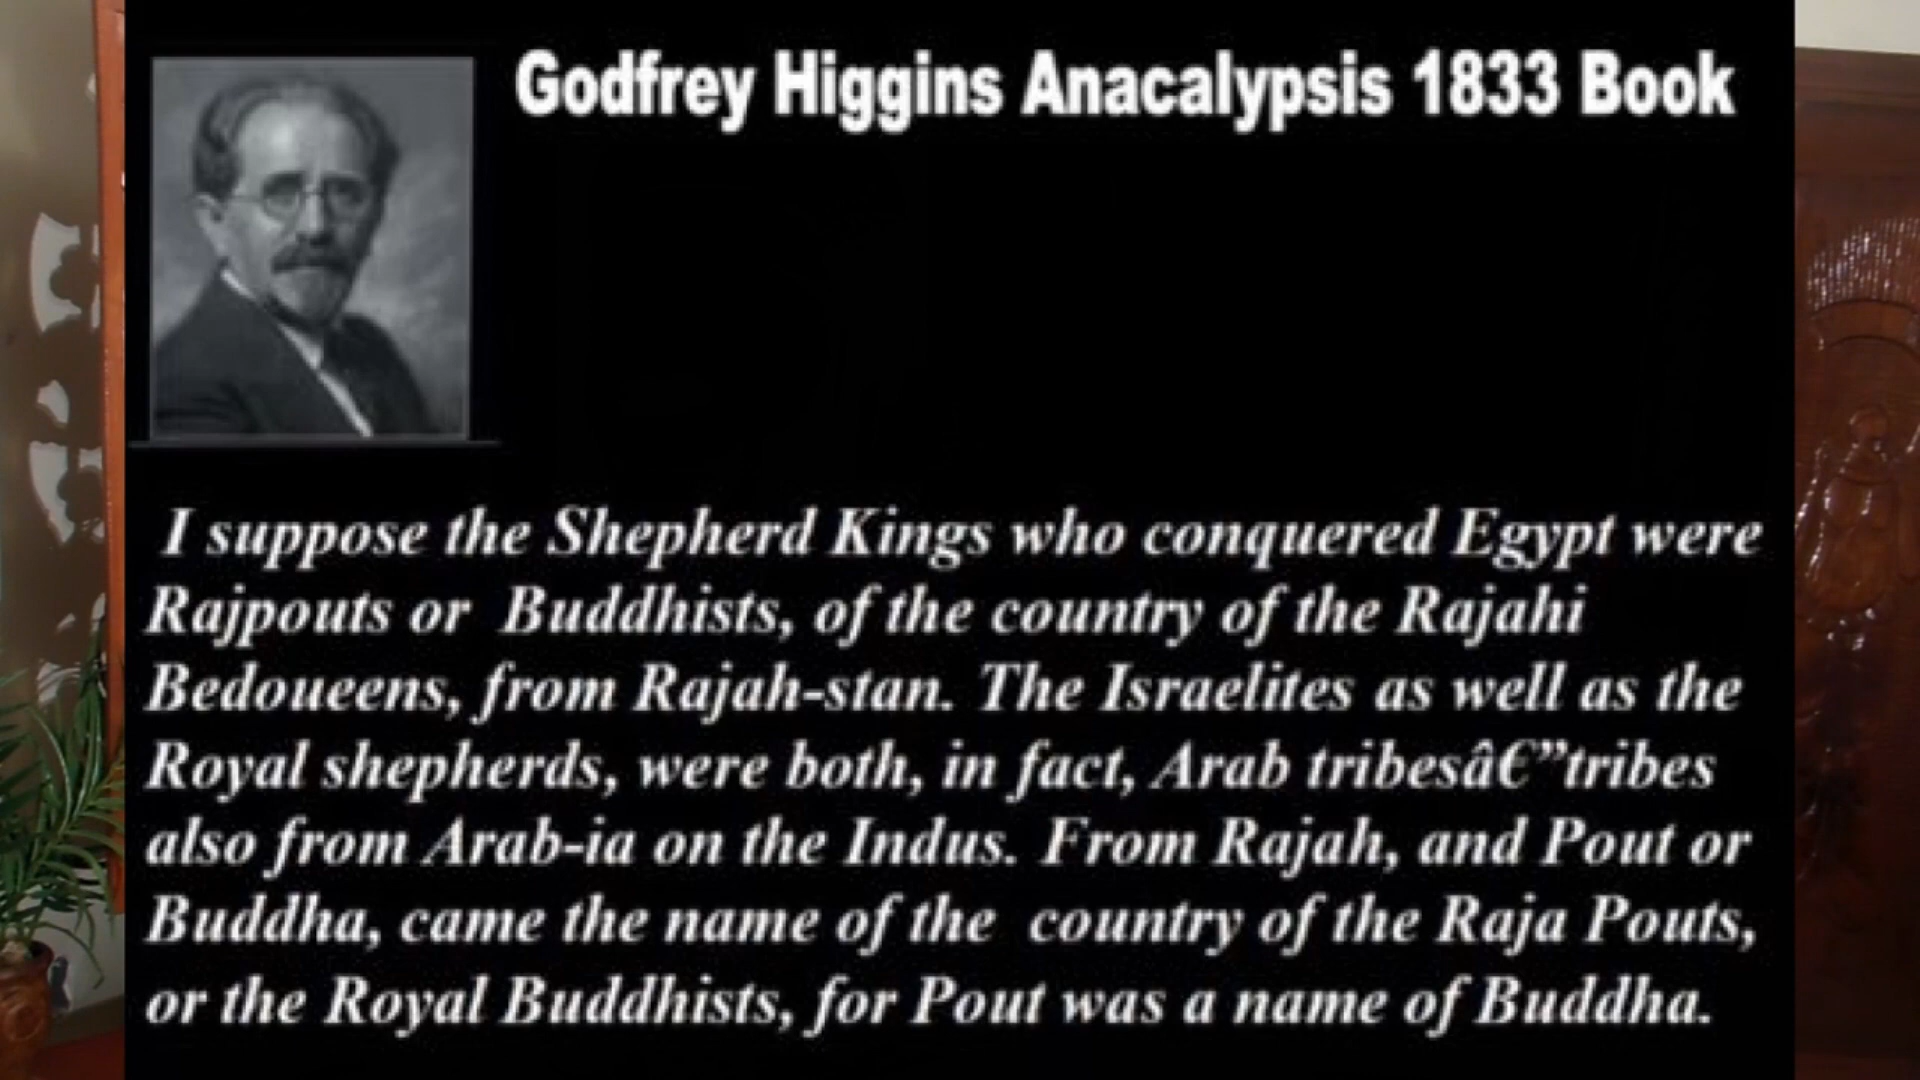 Godfrey Higgins Anacalypsis 1833 Book
I suppose the Shepherd Kings who conquered Egypt were
Rajpouts or Buddhists, of the country of the Rajahi
Bedoueens, from Rajah-stan. The Israelites as well as the
Royal shepherds, were both, in fact, Arab tribesâ€”tribes
also from Arab-ia on the Indus. From Rajah, and Pout or
Buddha, came the name of the country of the Raja Pouts,
or the Royal Buddhists, for Pout was a name of Buddha.